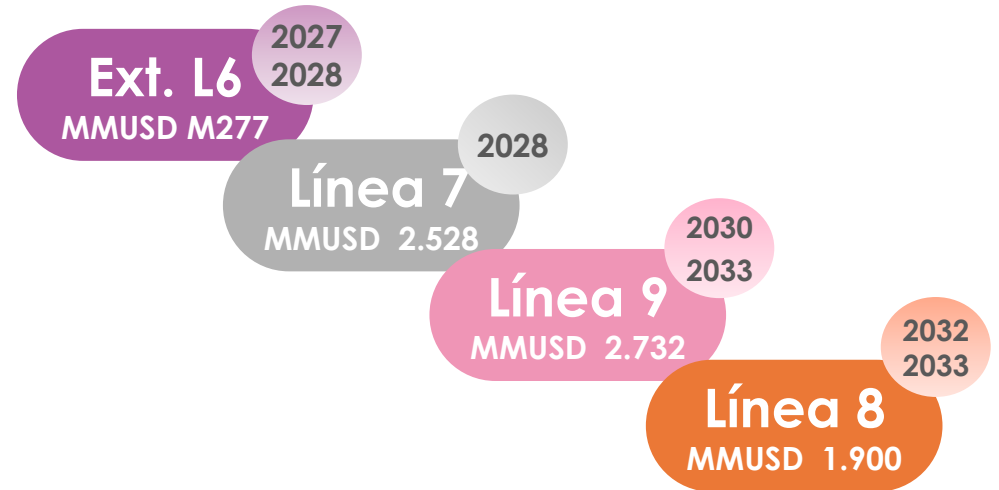 Ext. L6
MMUSD M277
2027
2028
Línea 7
MMUSD 2.528
2028
Línea 9
MMUSD 2.732
2030
2033
Línea 8
MMUSD 1.900
2032
2033